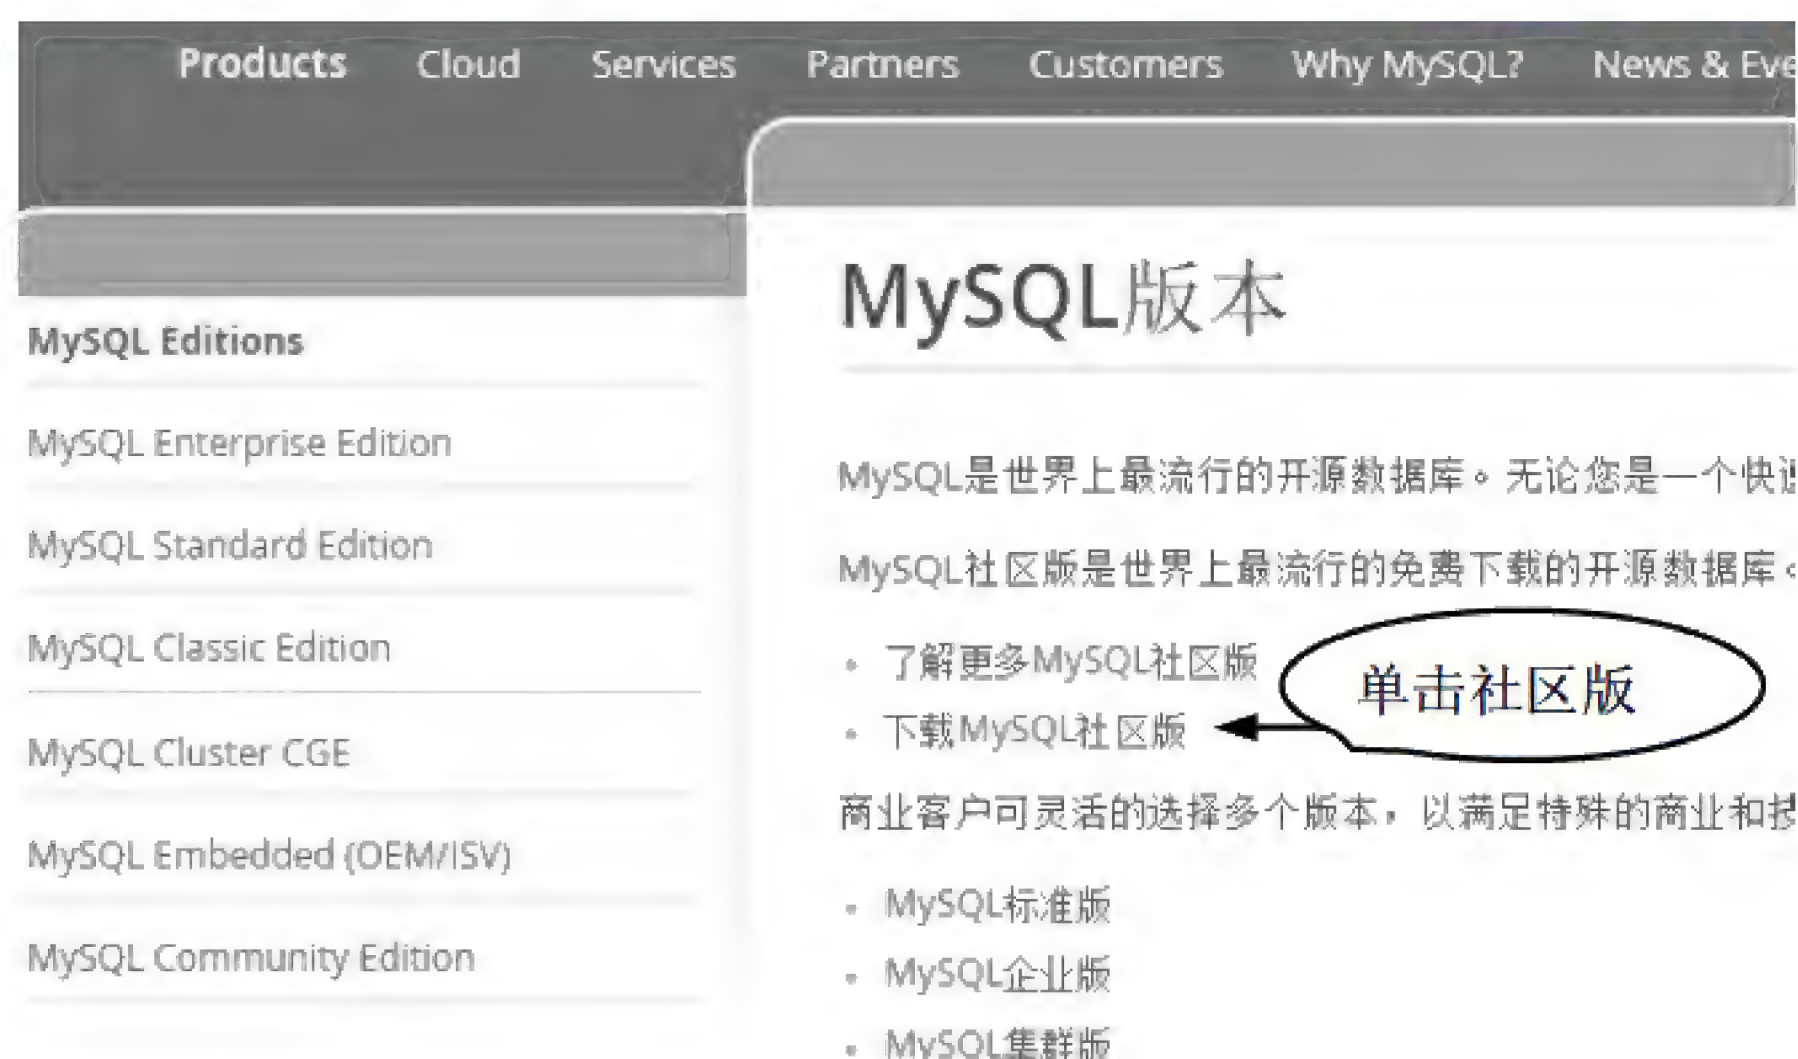 Products Cloud Services Partners Customers Why MySQL? News & Eve
MySQL版本
MySQL Editions
MySQL Enterprise Edition
MySQL Standard Edition
MySQL Classic Edition
MySQL Cluster CGE
MySQL Embedded (OEM/ISV)
MySQL Community Edition
MySQL是世界上最流行的开源数据库。无论您是一个快
MySQL社区版是世界上最流行的免费下载的开源数据库。
• 了解更多MySQL社区版
• 下载MySQL社区版
单击社区版
商业客户可灵活的选择多个版本，以满足特殊的商业和
• MySQL标准版
• MySQL企业版
• MySQL集群版